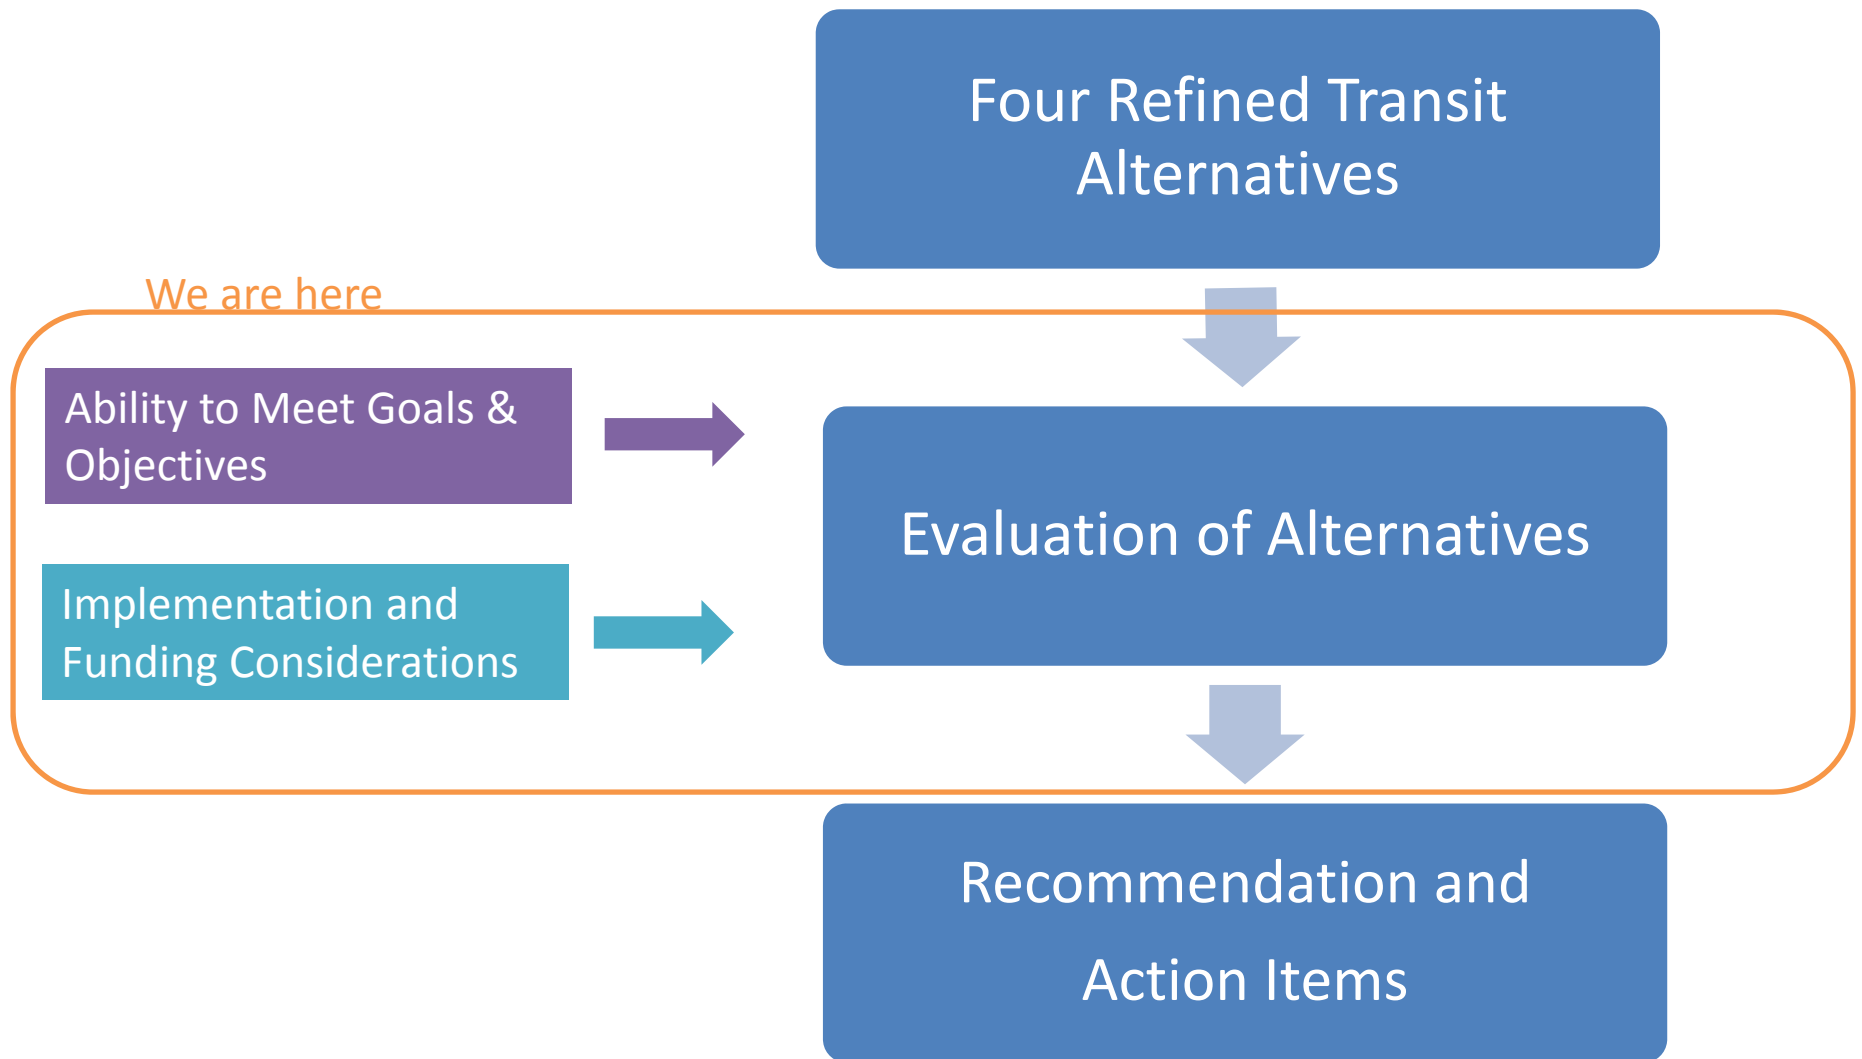 Four Refined Transit
Alternatives
We are here
Ability to Meet Goals &
Objectives
Evaluation of Alternatives
Implementation and
Funding Considerations
Recommendation and
Action Items